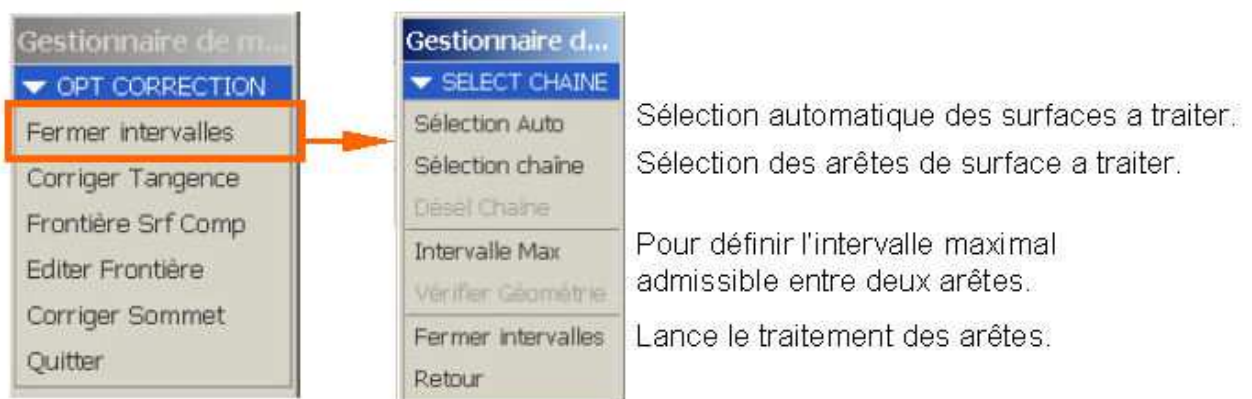 Gestionnaire de m...
OPT CORRECTION
Fermer intervalles
Corriger Tangence
Frontière Srf Comp
Editer Frontière
Corriger Sommet
Quitter
Gestionnaire d...
SELECT CHAINE
Sélection Auto
Sélection chaîne
Désel Chaîne
Intervalle Max
Vérifier Géométrie
Fermer intervalles
Retour
Sélection automatique des surfaces a traiter.
Sélection des arêtes de surface a traiter.
Pour définir l'intervalle maximal
admissible entre deux arêtes.
Lance le traitement des arêtes.